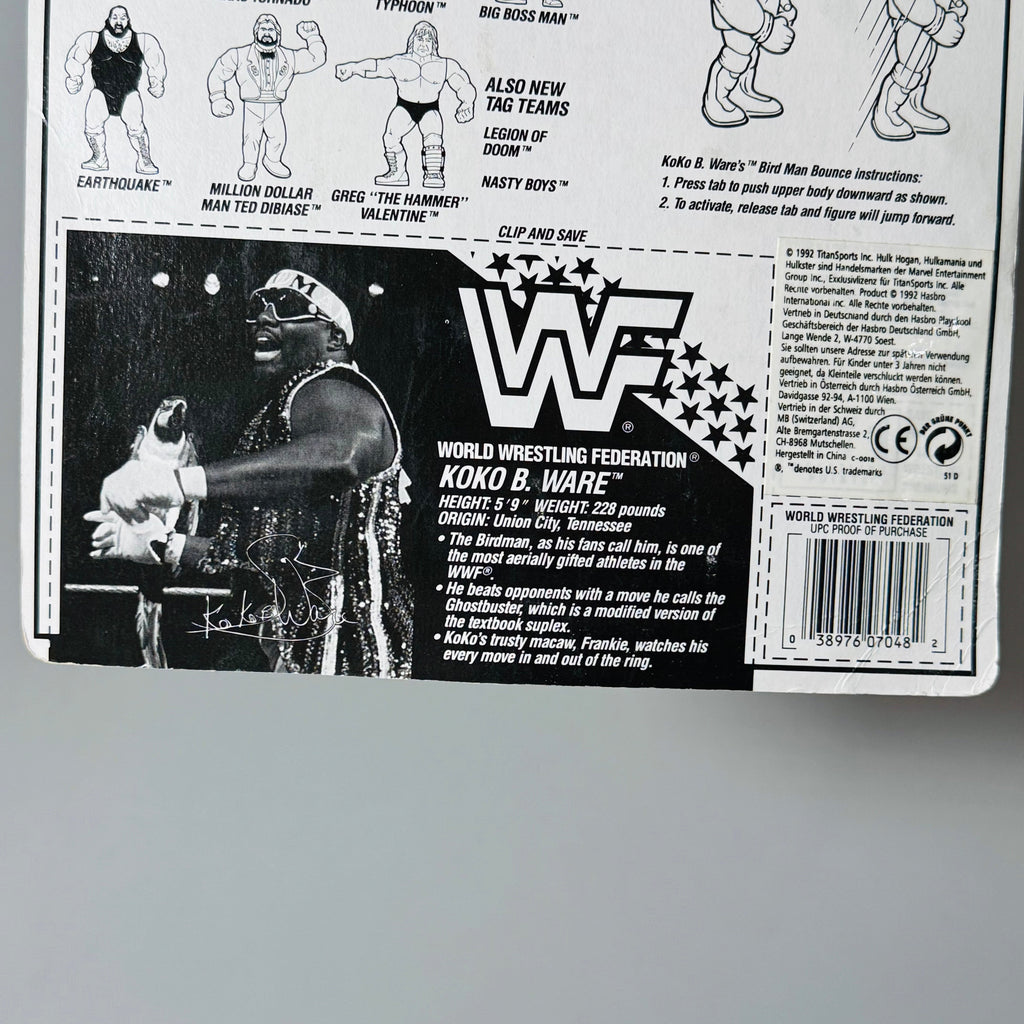 TYPHOON™
BIG BOSS MAN™
EARTHQUAKE™
MILLION DOLLAR
MAN TED DIBIASE™
GREG "THE HAMMER"
VALENTINE™
ALSO NEW
TAG TEAMS
LEGION OF
DOOM™
NASTY BOYS™
KoKo B. Ware's™ Bird Man Bounce instructions:
1. Press tab to push upper body downward as shown.
2. To activate, release tab and figure will jump forward.
CLIP AND SAVE
M
Koko B Ware
WF®
WORLD WRESTLING FEDERATION®
KOKO B. WARE™
HEIGHT: 5'9" WEIGHT: 228 pounds
ORIGIN: Union City, Tennessee
• The Birdman, as his fans call him, is one of
the most aerially gifted athletes in the
WWF®.
• He beats opponents with a move he calls the
Ghostbuster, which is a modified version of
the textbook suplex.
• KoKo's trusty macaw, Frankie, watches his
every move in and out of the ring.
© 1992 TitanSports Inc. Hulk Hogan, Hulkamania und
Hulkster sind Handelsmarken der Marvel Entertainment
Group Inc., Exklusivlizenz für TitanSports Inc. Alle
Rechte vorbehalten. Product © 1992 Hasbro
International Inc. Alle Rechte vorbehalten.
Vertrieb in Deutschland durch den Hasbro Playskool
Geschäftsbereich der Hasbro Deutschland GmbH,
Lange Wende 2, W-4770 Soest.
Sie sollten unsere Adresse zur späteren Verwendung
aufbewahren. Für Kinder unter 3 Jahren nicht
geeignet, da Kleinteile verschluckt werden können.
Vertrieb in Österreich durch Hasbro Österreich GmbH,
Davidgasse 92-94, A-1100 Wien.
Vertrieb in der Schweiz durch
MB (Switzerland) AG,
Alte Bremgartenstrasse 2,
CH-8968 Mutschellen.
Hergestellt in China C-001B
®, ™ denotes U.S. trademarks
CE
DER GRÜNE PUNKT
51 D
WORLD WRESTLING FEDERATION
UPC PROOF OF PURCHASE
0 38976 07048 2